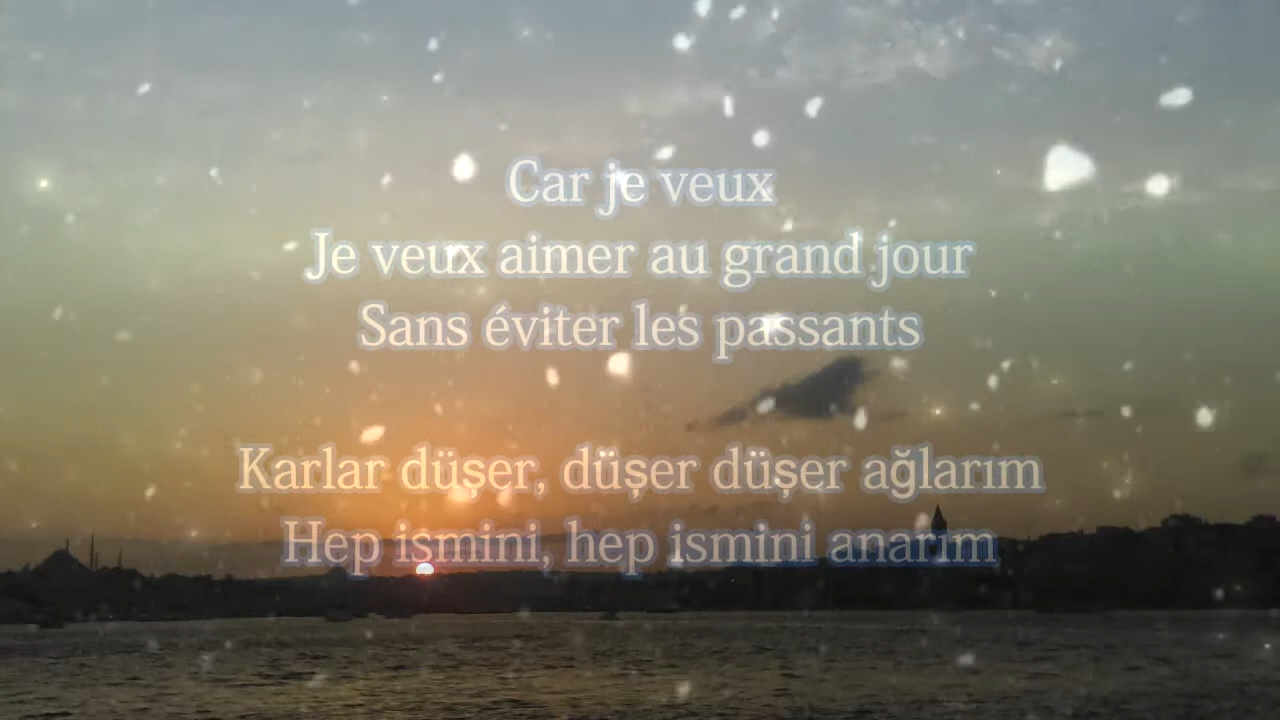 Car je veux
Je veux aimer au grand jour
Sans éviter les passants
Karlar düşer, düşer düşer ağlarım
Hep ismini, hep ismini anarım